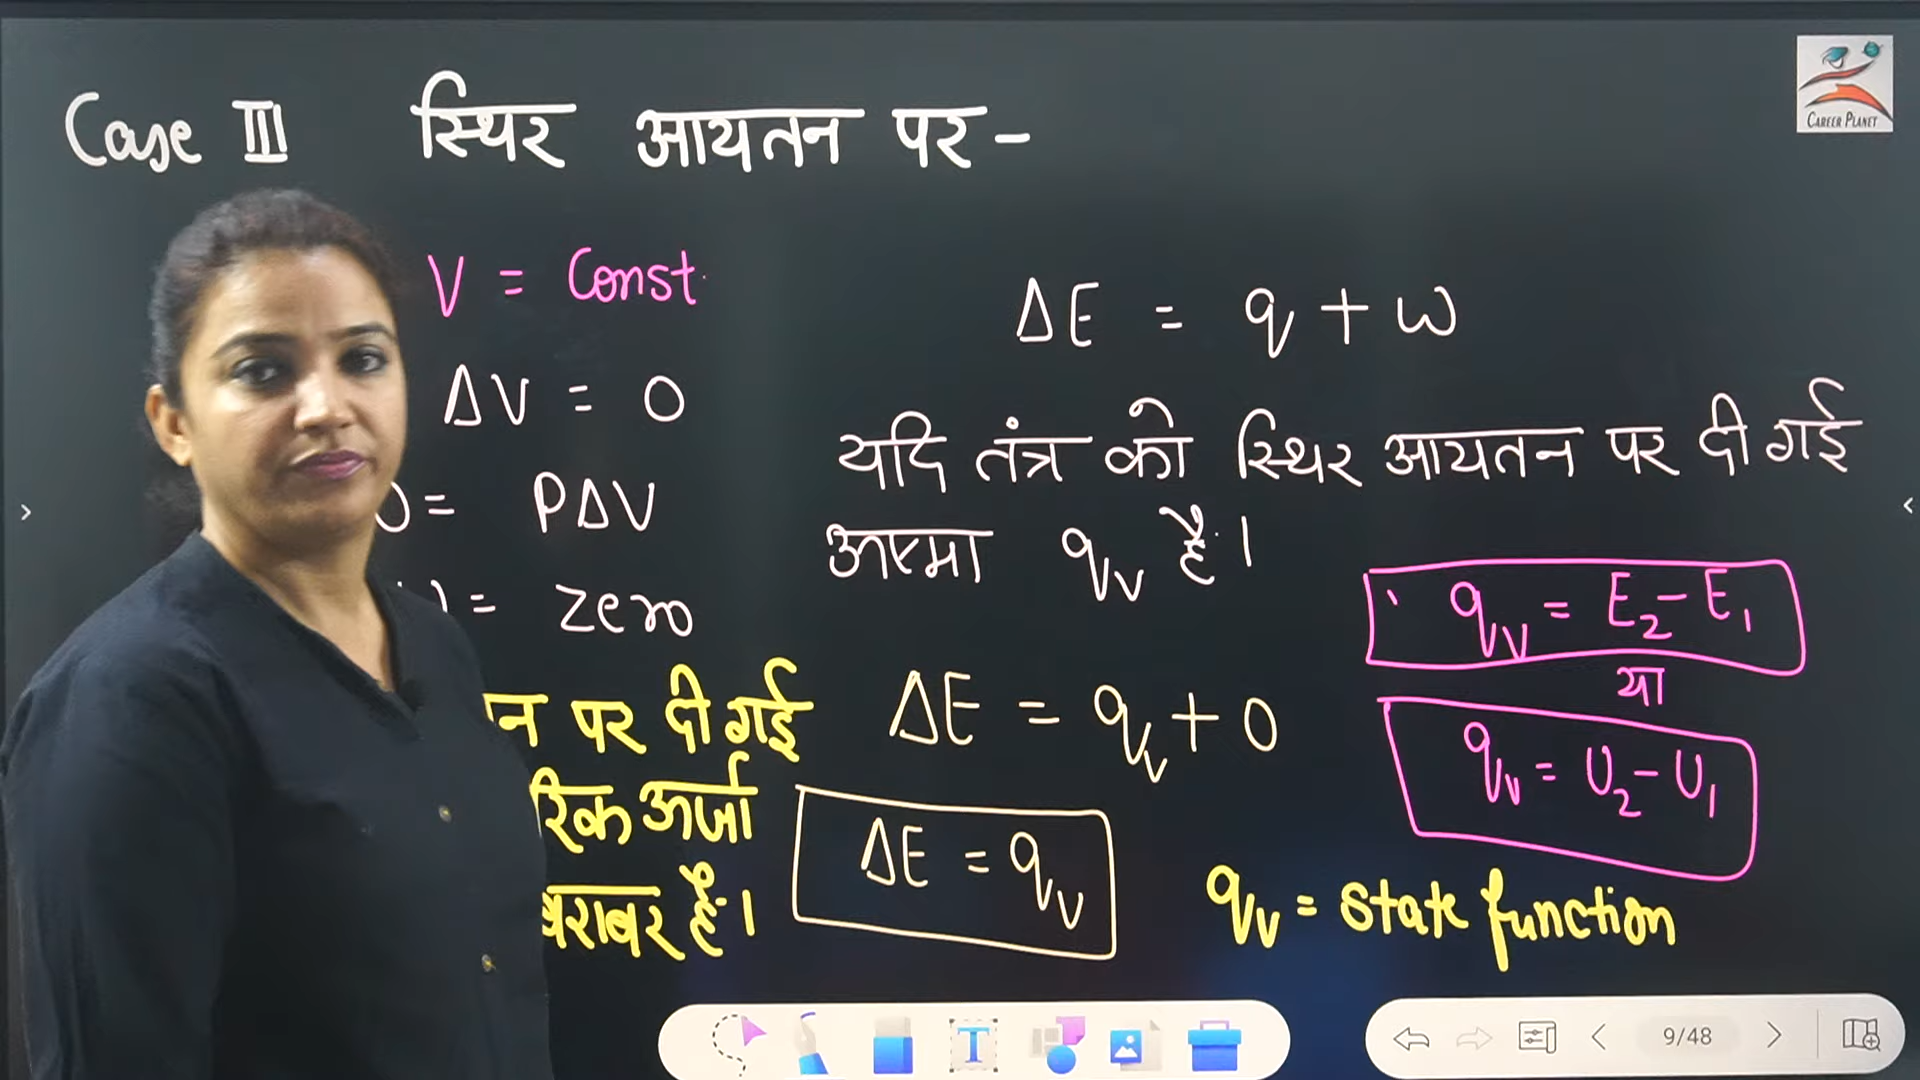 Case III स्थिर आयतन पर -
V = Const.
ΔV = 0
= PΔV
= Zero
पर दी गई
ऊर्जा
बराबर है।
ΔE = q + w
यदि तंत्र को स्थिर आयतन पर दी गई
ऊष्मा qv है।
ΔE = qv + 0
ΔE = qv
qv = E2 - E1
या
qv = U2 - U1
qv = state function
CAREER PLANET
9/48